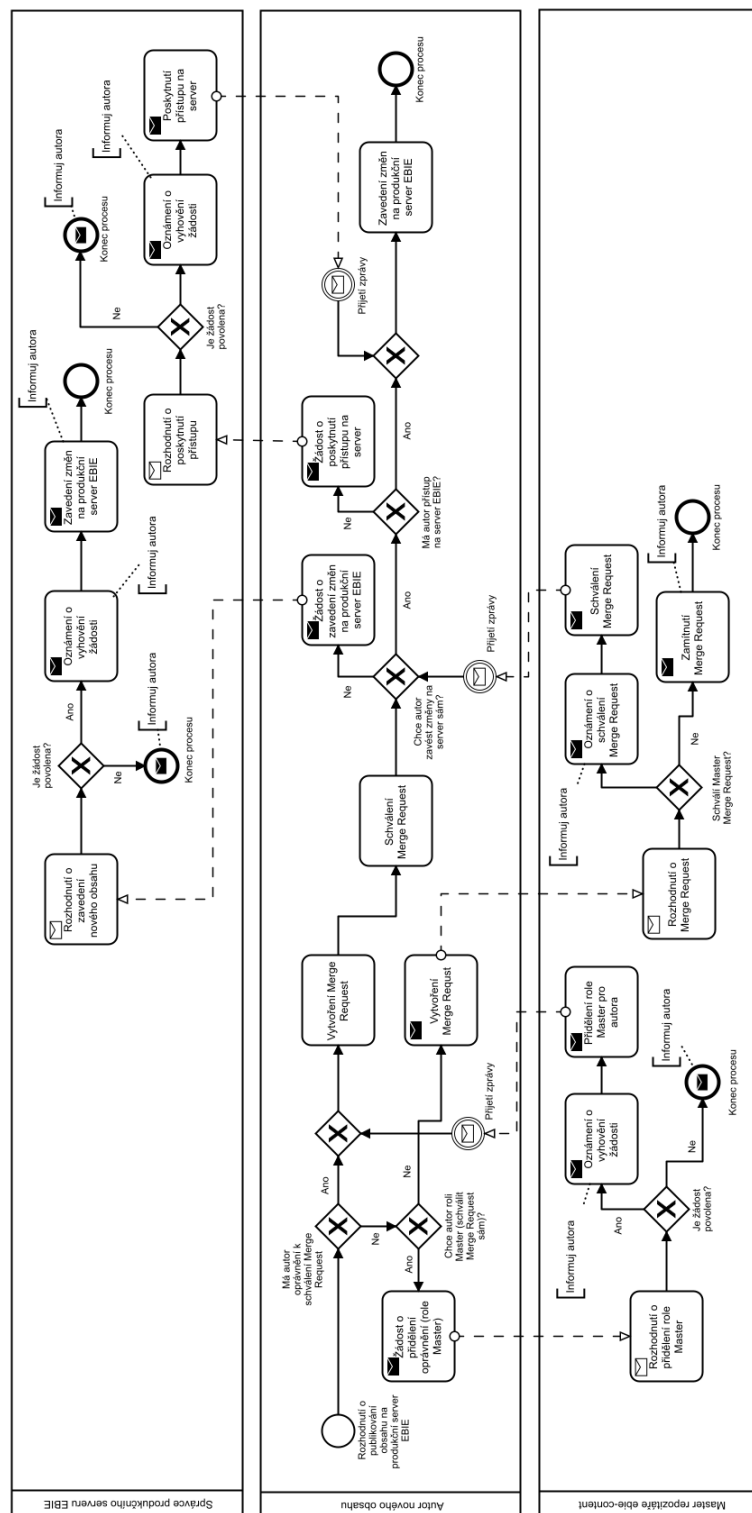 Správce produkčního serveru EBIE
Rozhodnutí o
zavedení
nového obsahu
Je žádost
povolena?
Ano
Ne
Konec procesu
Informuj autora
Oznámení o
vyhovění
žádosti
Informuj autora
Zavedení změn
na produkční
server EBIE
Informuj autora
Konec procesu
Rozhodnutí o
poskytnutí
přístupu
Je žádost
povolena?
Ne
Konec procesu
Informuj autora
Oznámení o
vyhovění
žádosti
Informuj autora
Poskytnutí
přístupu na
server
Autor nového obsahu
Rozhodnutí o
publikování
obsahu na
produkční server
EBIE
Má autor
oprávnění k
schválení Merge
Request
Ano
Ne
Chce autor roli
Master (schválit
Merge Request
sám)?
Ano
Ne
Žádost o
přidělení
oprávnění (role
Master)
Přijetí zprávy
Vytvoření Merge
Request
Vytvoření
Merge Requst
Schválení
Merge Request
Chce autor
zavést změny na
server sám?
Ne
Ano
Přijetí zprávy
Žádost o
zavedení změn
na produkční
server EBIE
Má autor přístup
na server EBIE?
Ne
Ano
Žádost o
poskytnutí
přístupu na
server
Přijetí zprávy
Zavedení změn
na produkční
server EBIE
Konec procesu
Master repozitáře ebie-content
Rozhodnutí o
přidělení role
Master
Je žádost
povolena?
Ano
Ne
Informuj autora
Oznámení o
vyhovění
žádosti
Přidělení role
Master pro
autora
Informuj autora
Konec procesu
Rozhodnutí o
Merge Request
Schválí Master
Merge Request?
Ne
Informuj autora
Oznámení o
schválení
Merge Request
Schválení
Merge Request
Zamítnutí
Merge Request
Informuj autora
Konec procesu